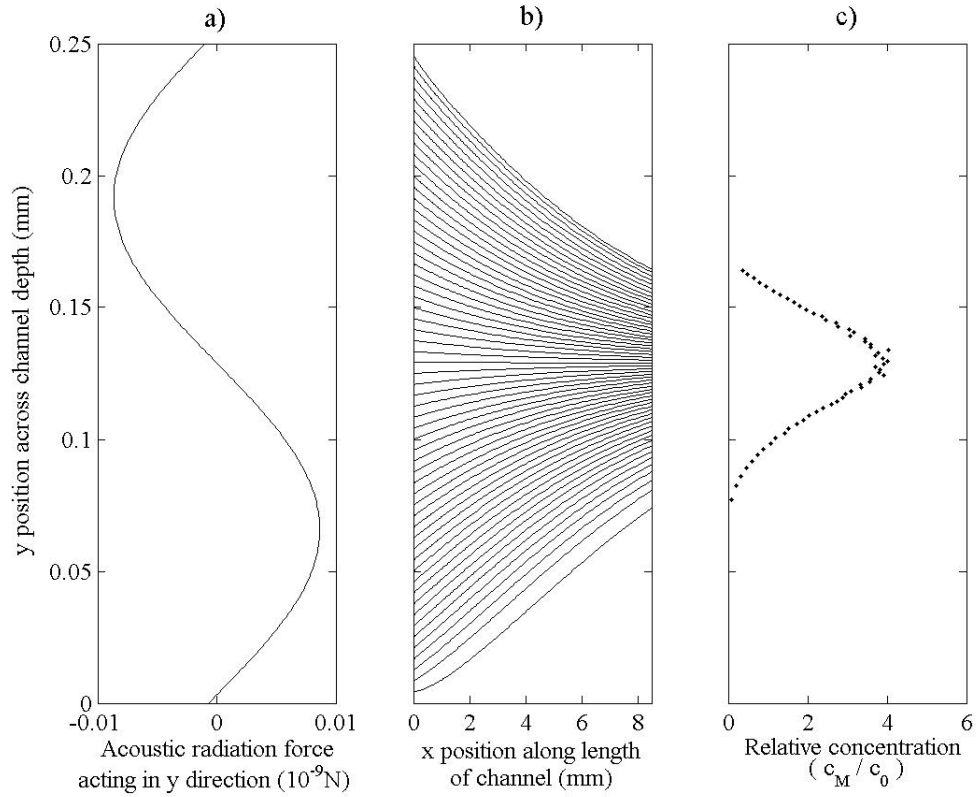 a)
b)
c)
y position across channel depth (mm)
0.25
0.2
0.15
0.1
0.05
0
-0.01 0 0.01
Acoustic radiation force
acting in y direction (10⁻⁹N)
0 2 4 6 8
x position along length
of channel (mm)
0 2 4 6
Relative concentration
( c_M / c_0 )